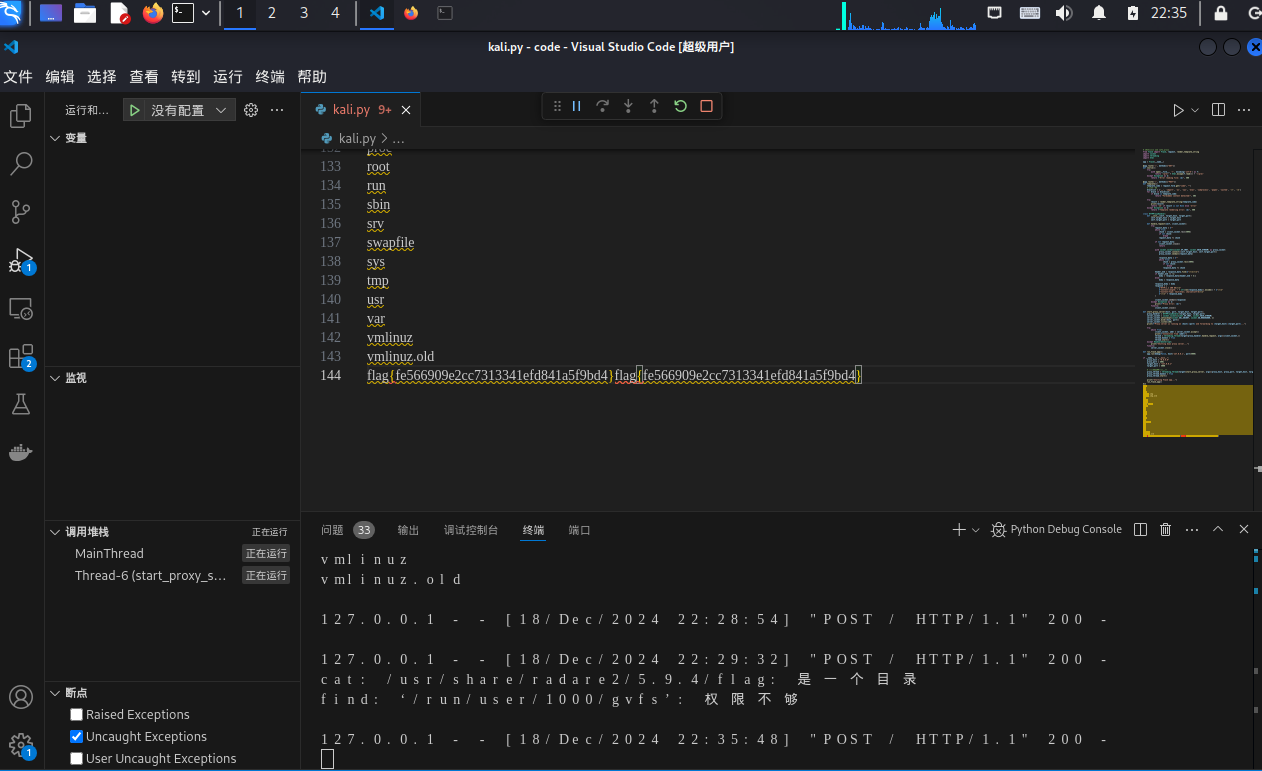 1 2 3 4 22:35
kali.py - code - Visual Studio Code [超级用户]
文件 编辑 选择 查看 转到 运行 终端 帮助
运行和... 没有配置
kali.py 9+
变量
kali.py > ...
132 proc
133 root
134 run
135 sbin
136 srv
137 swapfile
138 sys
139 tmp
140 usr
141 var
142 vmlinuz
143 vmlinuz.old
144 flag{fe566909e2cc7313341efd841a5f9bd4}flag{fe566909e2cc7313341efd841a5f9bd4}
1
2
监视
调用堆栈 正在运行
MainThread 正在运行
Thread-6 (start_proxy_s... 正在运行
断点
Raised Exceptions
Uncaught Exceptions
User Uncaught Exceptions
1
问题 33 输出 调试控制台 终端 端口 Python Debug Console
vmlinuz
vmlinuz.old
127.0.0.1 - - [18/Dec/2024 22:28:54] "POST / HTTP/1.1" 200 -
127.0.0.1 - - [18/Dec/2024 22:29:32] "POST / HTTP/1.1" 200 -
cat: /usr/share/radare2/5.9.4/flag: 是一个目录
find: ‘/run/user/1000/gvfs’: 权限不够
127.0.0.1 - - [18/Dec/2024 22:35:48] "POST / HTTP/1.1" 200 -